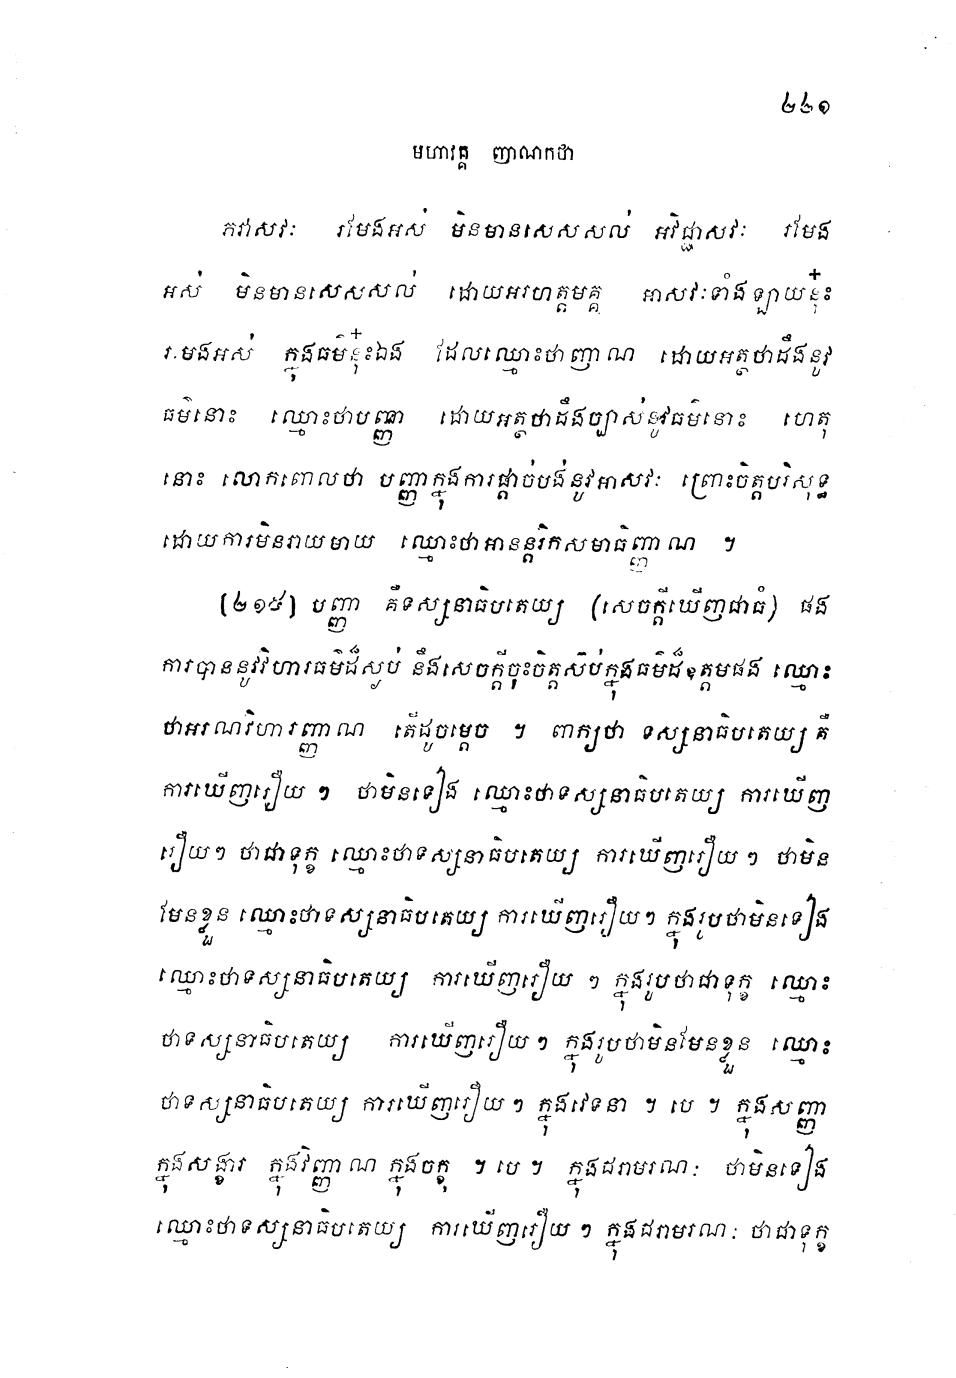 ២២១
មហាវគ្គ ញាណកថា
ភវាសវៈ រមែងអស់ មិនមានសេសសល់ អវិជ្ជាសវៈ រមែង
អស់ មិនមានសេសសល់ ដោយអរហត្តមគ្គ អាសវៈទាំងឡាយនុ៎ះ
រមែងអស់ ក្នុងធម៌នុ៎ះឯង ដែលឈ្មោះថាញាណ ដោយអត្ថថាដឹងនូវ
ធម៌នោះ ឈ្មោះថាបញ្ញា ដោយអត្ថថាដឹងច្បាស់នូវធម៌នោះ ហេតុ
នោះ លោកពោលថា បញ្ញាក្នុងការផ្តាច់បង់នូវអាសវៈ ព្រោះចិត្តបរិសុទ្ធ
ដោយការមិនរាយមាយ ឈ្មោះថាអានន្តរិកសមាធិញ្ញាណ ។
(២១៥) បញ្ញា គឺទស្សនាធិបតេយ្យ (សេចក្តីឃើញជាធំ) ផង
ការបាននូវវិហារធម៌ដ៏ស្ងប់ នឹងសេចក្តីចុះចិត្តស៊ប់ក្នុងធម៌ដ៏ឧត្តមផង ឈ្មោះ
ថាអរណវិហារញ្ញាណ តើដូចម្តេច ។ ពាក្យថា ទស្សនាធិបតេយ្យ គឺ
ការឃើញរឿយ ៗ ថាមិនទៀង ឈ្មោះថាទស្សនាធិបតេយ្យ ការឃើញ
រឿយៗ ថាជាទុក្ខ ឈ្មោះថាទស្សនាធិបតេយ្យ ការឃើញរឿយ ៗ ថាមិន
មែនខ្លួន ឈ្មោះថាទស្សនាធិបតេយ្យ ការឃើញរឿយៗ ក្នុងរូបថាមិនទៀង
ឈ្មោះថាទស្សនាធិបតេយ្យ ការឃើញរឿយ ៗ ក្នុងរូបថាជាទុក្ខ ឈ្មោះ
ថាទស្សនាធិបតេយ្យ ការឃើញរឿយៗ ក្នុងរូបថាមិនមែនខ្លួន ឈ្មោះ
ថាទស្សនាធិបតេយ្យ ការឃើញរឿយៗ ក្នុងវេទនា ។ បេ ។ ក្នុងសញ្ញា
ក្នុងសង្ខារ ក្នុងវិញ្ញាណ ក្នុងចក្ខុ ។ បេ ។ ក្នុងជរាមរណៈ ថាមិនទៀង
ឈ្មោះថាទស្សនាធិបតេយ្យ ការឃើញរឿយ ៗ ក្នុងជរាមរណៈ ថាជាទុក្ខ